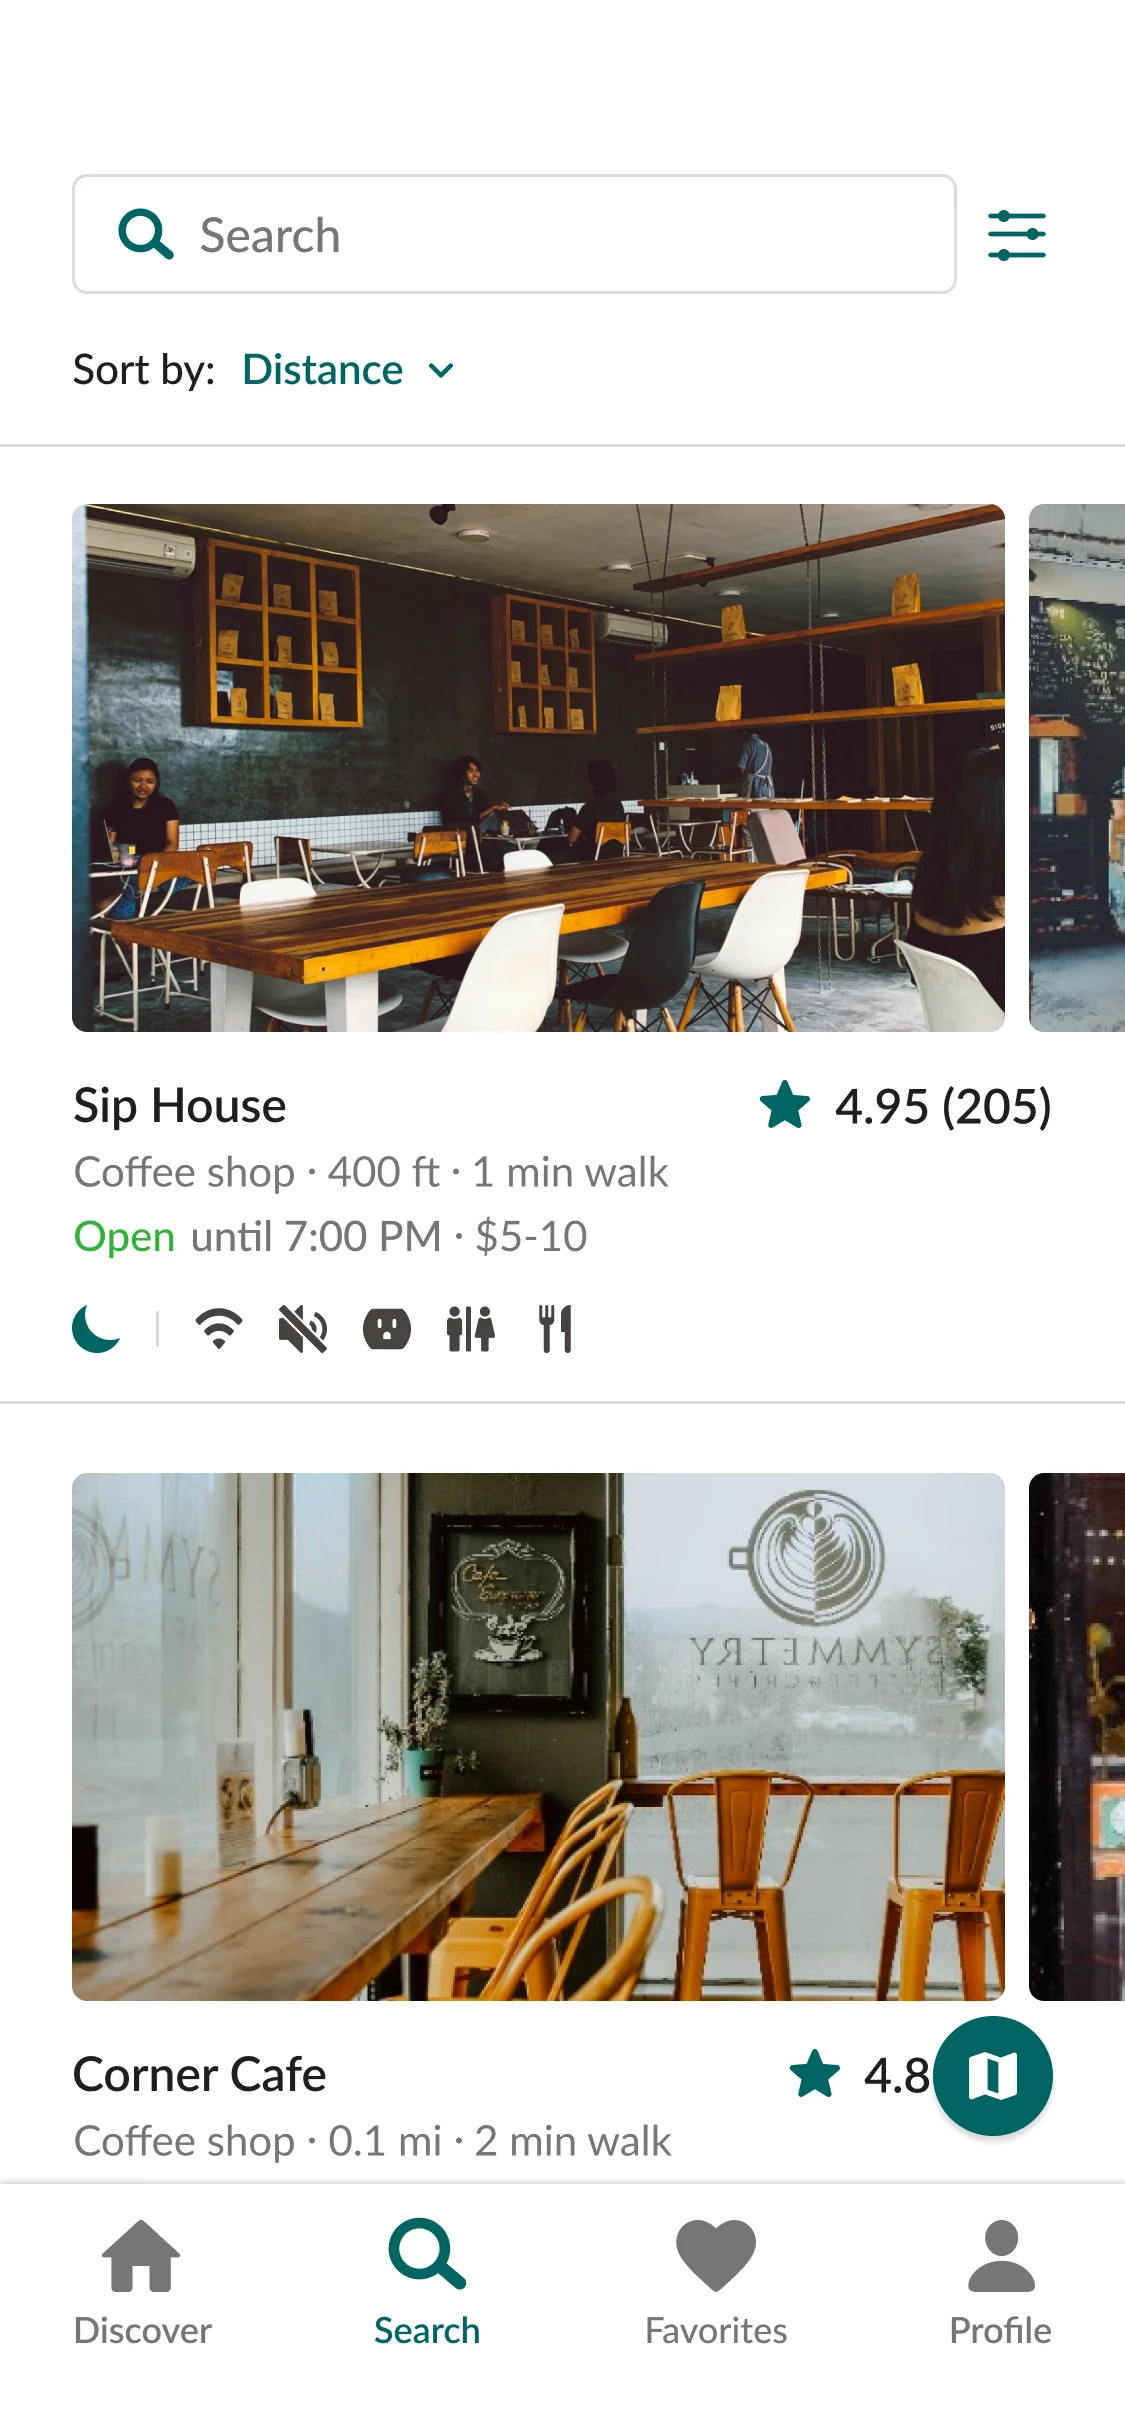 Search
Sort by: Distance
Sip House
4.95 (205)
Coffee shop · 400 ft · 1 min walk
Open until 7:00 PM · $5-10
SYMMETRY
Corner Cafe
4.8
Coffee shop · 0.1 mi · 2 min walk
Discover
Search
Favorites
Profile